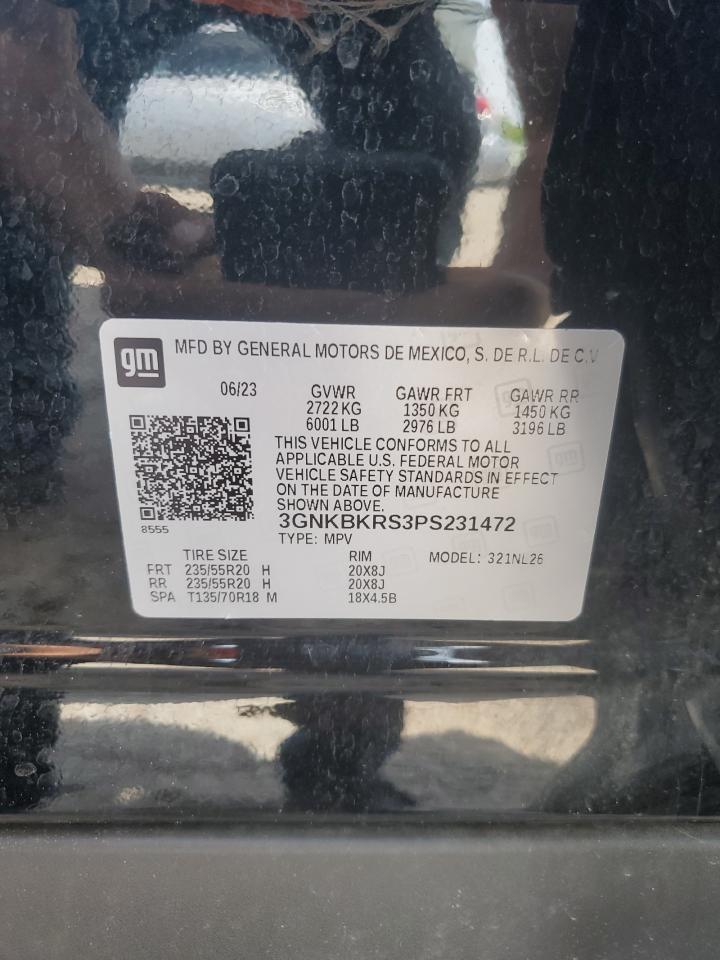 gm
MFD BY GENERAL MOTORS DE MEXICO, S. DE R.L. DE C.V
06/23 GVWR GAWR FRT GAWR RR
2722 KG 1350 KG 1450 KG
6001 LB 2976 LB 3196 LB
THIS VEHICLE CONFORMS TO ALL
APPLICABLE U.S. FEDERAL MOTOR
VEHICLE SAFETY STANDARDS IN EFFECT
ON THE DATE OF MANUFACTURE
SHOWN ABOVE.
8555
3GNKBKRS3PS231472
TYPE: MPV
TIRE SIZE RIM MODEL: 321NL26
FRT 235/55R20 H 20X8J
RR 235/55R20 H 20X8J
SPA T135/70R18 M 18X4.5B